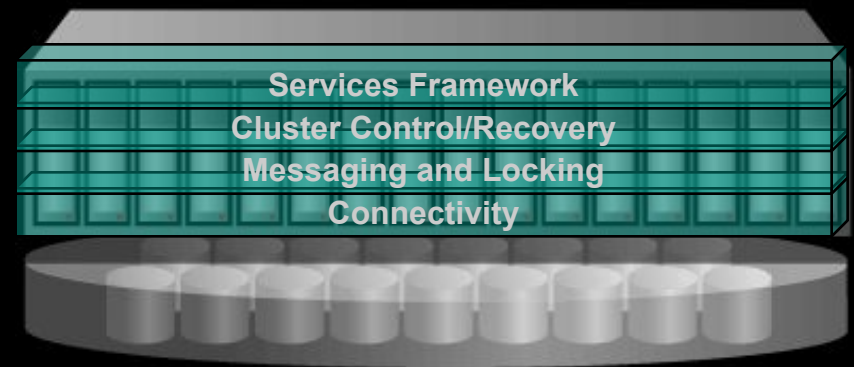 Services Framework
Cluster Control/Recovery
Messaging and Locking
Connectivity